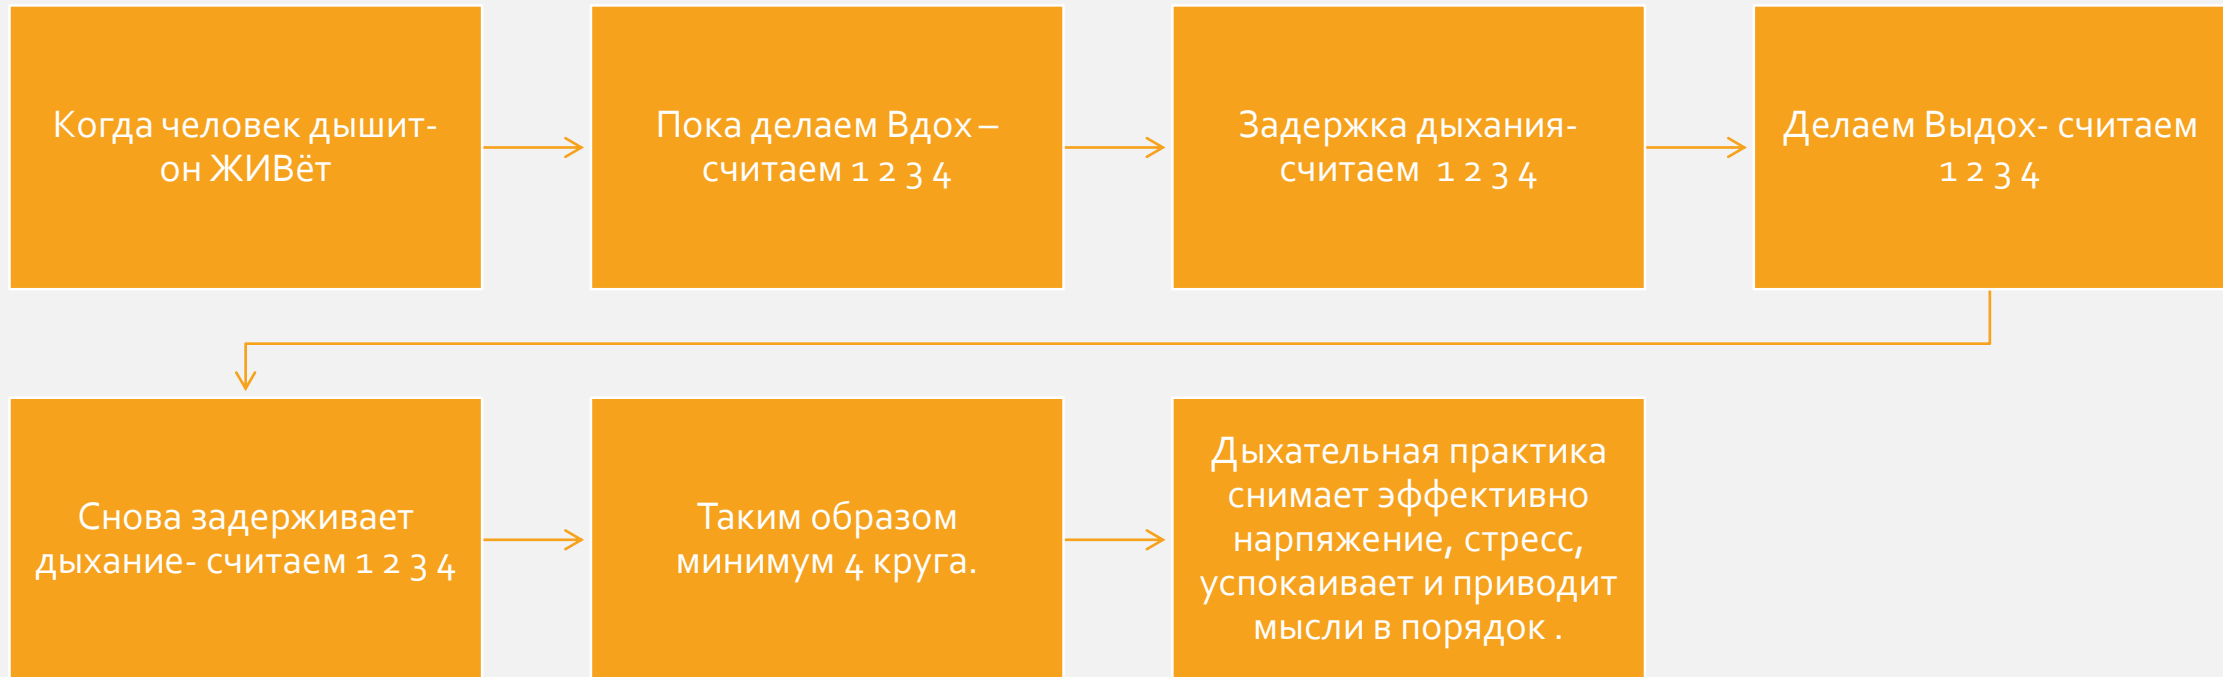 Когда человек дышит-
он ЖИВёт
Пока делаем Вдох –
считаем 1 2 3 4
Задержка дыхания-
считаем  1 2 3 4
Делаем Выдох- считаем
1 2 3 4
Снова задерживает
дыхание- считаем 1 2 3 4
Таким образом
минимум 4 круга.
Дыхательная практика
снимает эффективно
нарпяжение, стресс,
успокаивает и приводит
мысли в порядок .